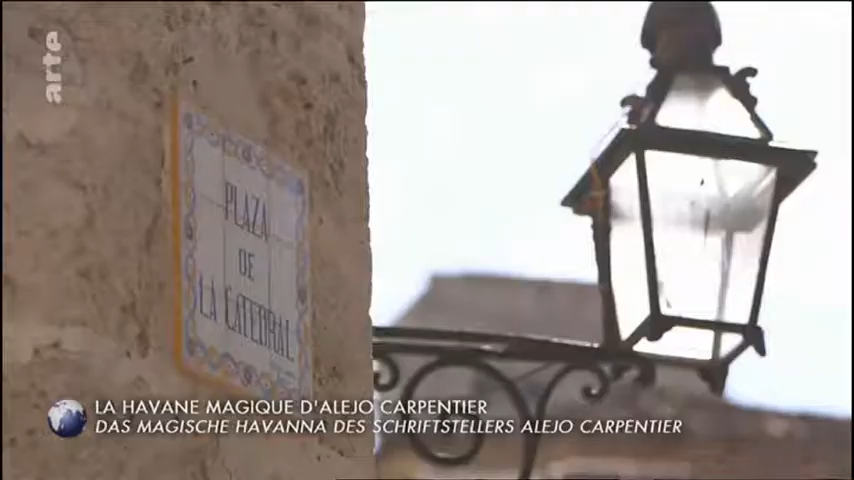 arte
PLAZA
DE
LA CATEDRAL
LA HAVANE MAGIQUE D'ALEJO CARPENTIER
DAS MAGISCHE HAVANNA DES SCHRIFTSTELLERS ALEJO CARPENTIER